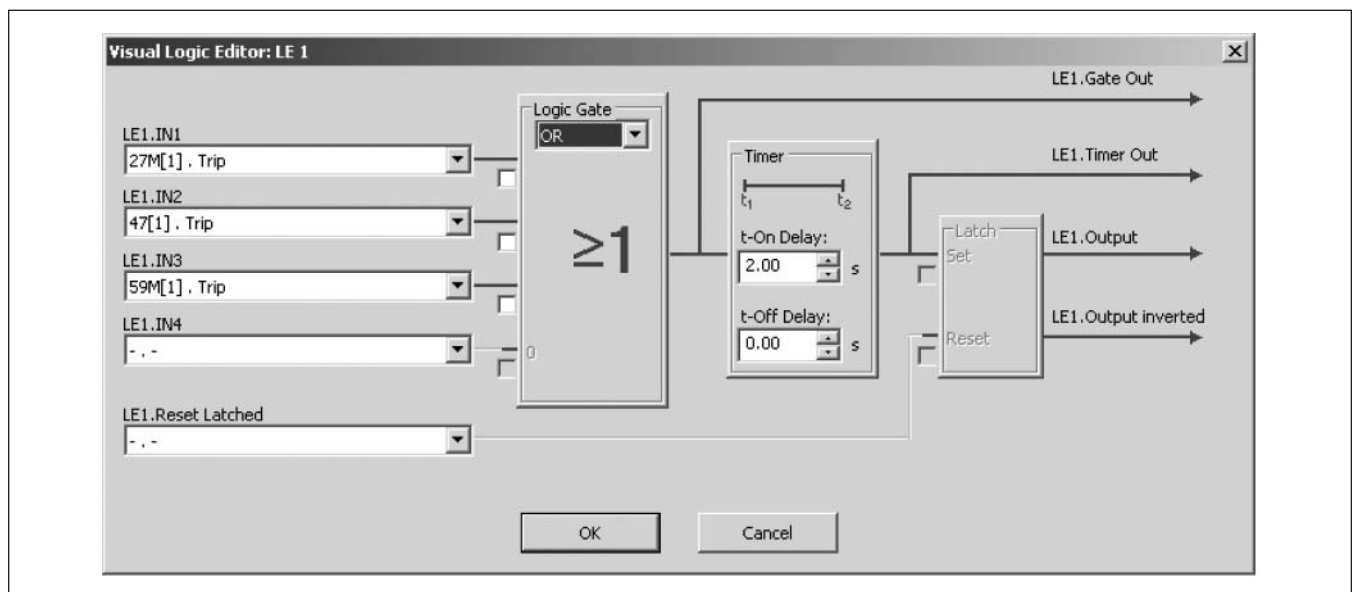 Visual Logic Editor: LE 1
LE1.IN1
27M[1] . Trip
LE1.IN2
47[1] . Trip
LE1.IN3
59M[1] . Trip
LE1.IN4
- . -
0
LE1.Reset Latched
- . -
Logic Gate
OR
≥1
Timer
t1 t2
t-On Delay:
2.00 s
t-Off Delay:
0.00 s
Latch
Set
Reset
LE1.Gate Out
LE1.Timer Out
LE1.Output
LE1.Output inverted
OK Cancel